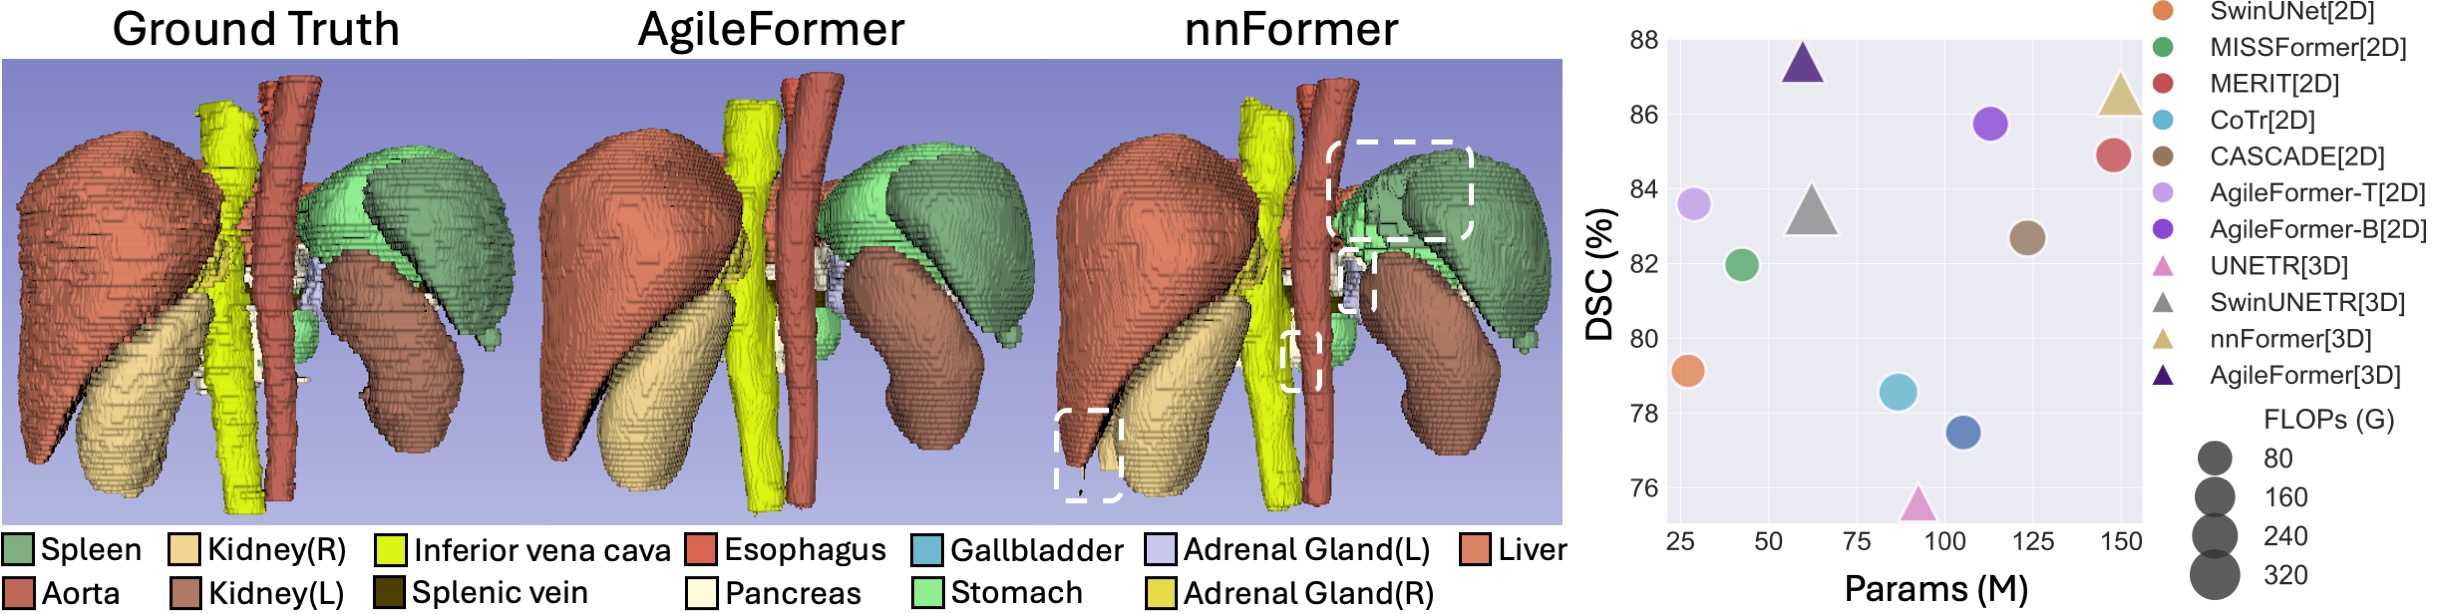 Ground Truth
AgileFormer
nnFormer
Spleen
Kidney(R)
Inferior vena cava
Esophagus
Gallbladder
Adrenal Gland(L)
Liver
Aorta
Kidney(L)
Splenic vein
Pancreas
Stomach
Adrenal Gland(R)
DSC (%)
88
86
84
82
80
78
76
25
50
75
100
125
150
Params (M)
SwinUNet[2D]
MISSFormer[2D]
MERIT[2D]
CoTr[2D]
CASCADE[2D]
AgileFormer-T[2D]
AgileFormer-B[2D]
UNETR[3D]
SwinUNETR[3D]
nnFormer[3D]
AgileFormer[3D]
FLOPs (G)
80
160
240
320